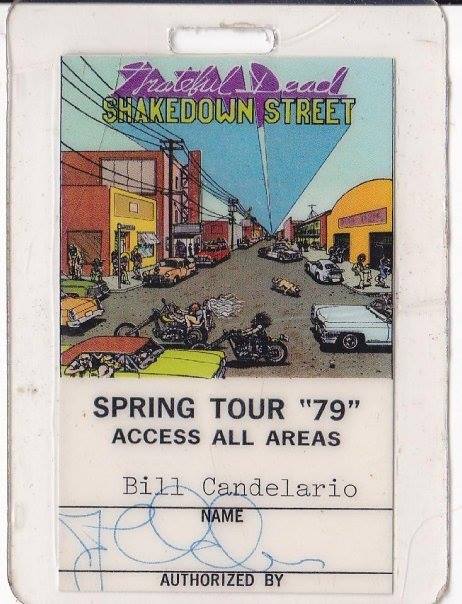 Grateful Dead
SHAKEDOWN STREET
SPRING TOUR "79"
ACCESS ALL AREAS
Bill Candelario
NAME
AUTHORIZED BY